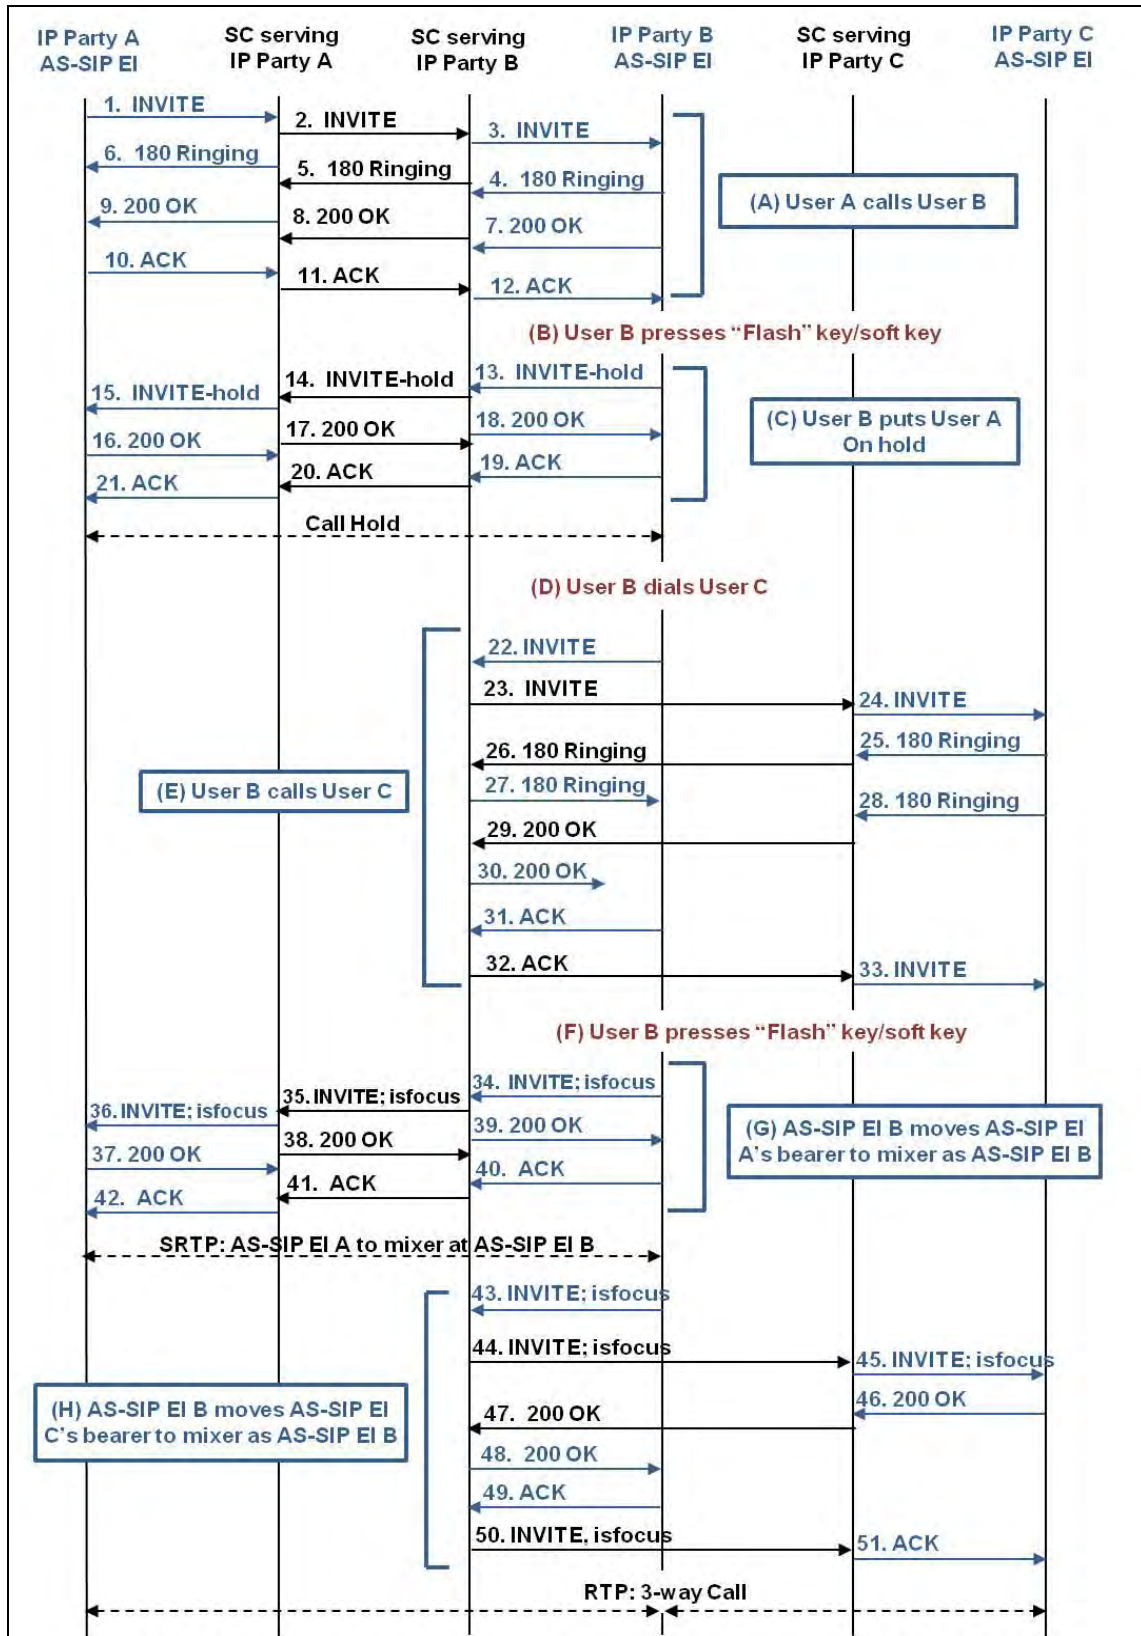 IP Party A
AS-SIP EI
SC serving
IP Party A
SC serving
IP Party B
IP Party B
AS-SIP EI
SC serving
IP Party C
IP Party C
AS-SIP EI
1. INVITE
2. INVITE
3. INVITE
6. 180 Ringing
5. 180 Ringing
4. 180 Ringing
(A) User A calls User B
9. 200 OK
8. 200 OK
7. 200 OK
10. ACK
11. ACK
12. ACK
(B) User B presses “Flash” key/soft key
15. INVITE-hold
14. INVITE-hold
13. INVITE-hold
16. 200 OK
17. 200 OK
18. 200 OK
(C) User B puts User A
On hold
21. ACK
20. ACK
19. ACK
Call Hold
(D) User B dials User C
22. INVITE
23. INVITE
24. INVITE
26. 180 Ringing
25. 180 Ringing
(E) User B calls User C
27. 180 Ringing
28. 180 Ringing
29. 200 OK
30. 200 OK
31. ACK
32. ACK
33. INVITE
(F) User B presses “Flash” key/soft key
36. INVITE; isfocus
35. INVITE; isfocus
34. INVITE; isfocus
37. 200 OK
38. 200 OK
39. 200 OK
(G) AS-SIP EI B moves AS-SIP EI
A's bearer to mixer as AS-SIP EI B
42. ACK
41. ACK
40. ACK
SRTP: AS-SIP EI A to mixer at AS-SIP EI B
43. INVITE; isfocus
44. INVITE; isfocus
45. INVITE; isfocus
(H) AS-SIP EI B moves AS-SIP EI
C's bearer to mixer as AS-SIP EI B
47. 200 OK
46. 200 OK
48. 200 OK
49. ACK
50. INVITE, isfocus
51. ACK
RTP: 3-way Call